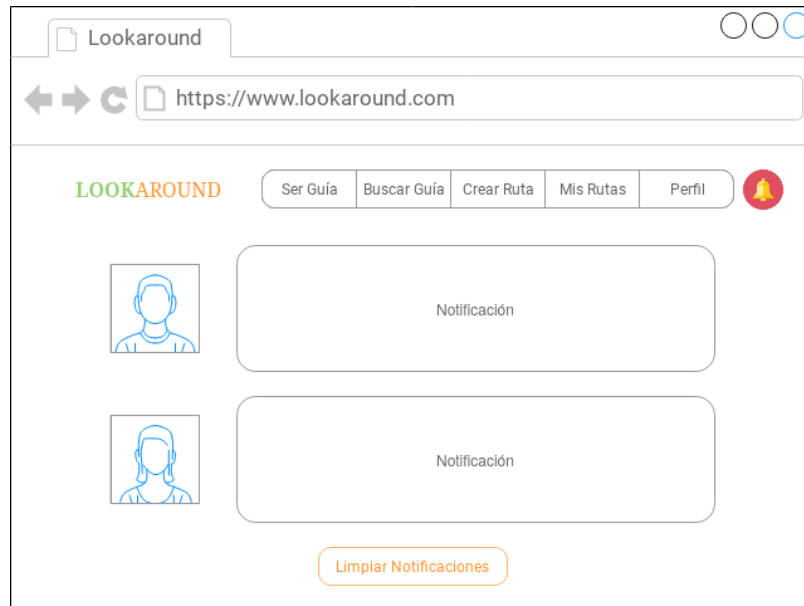 Lookaround
https://www.lookaround.com
LOOKAROUND
Ser Guía
Buscar Guía
Crear Ruta
Mis Rutas
Perfil
Notificación
Notificación
Limpiar Notificaciones